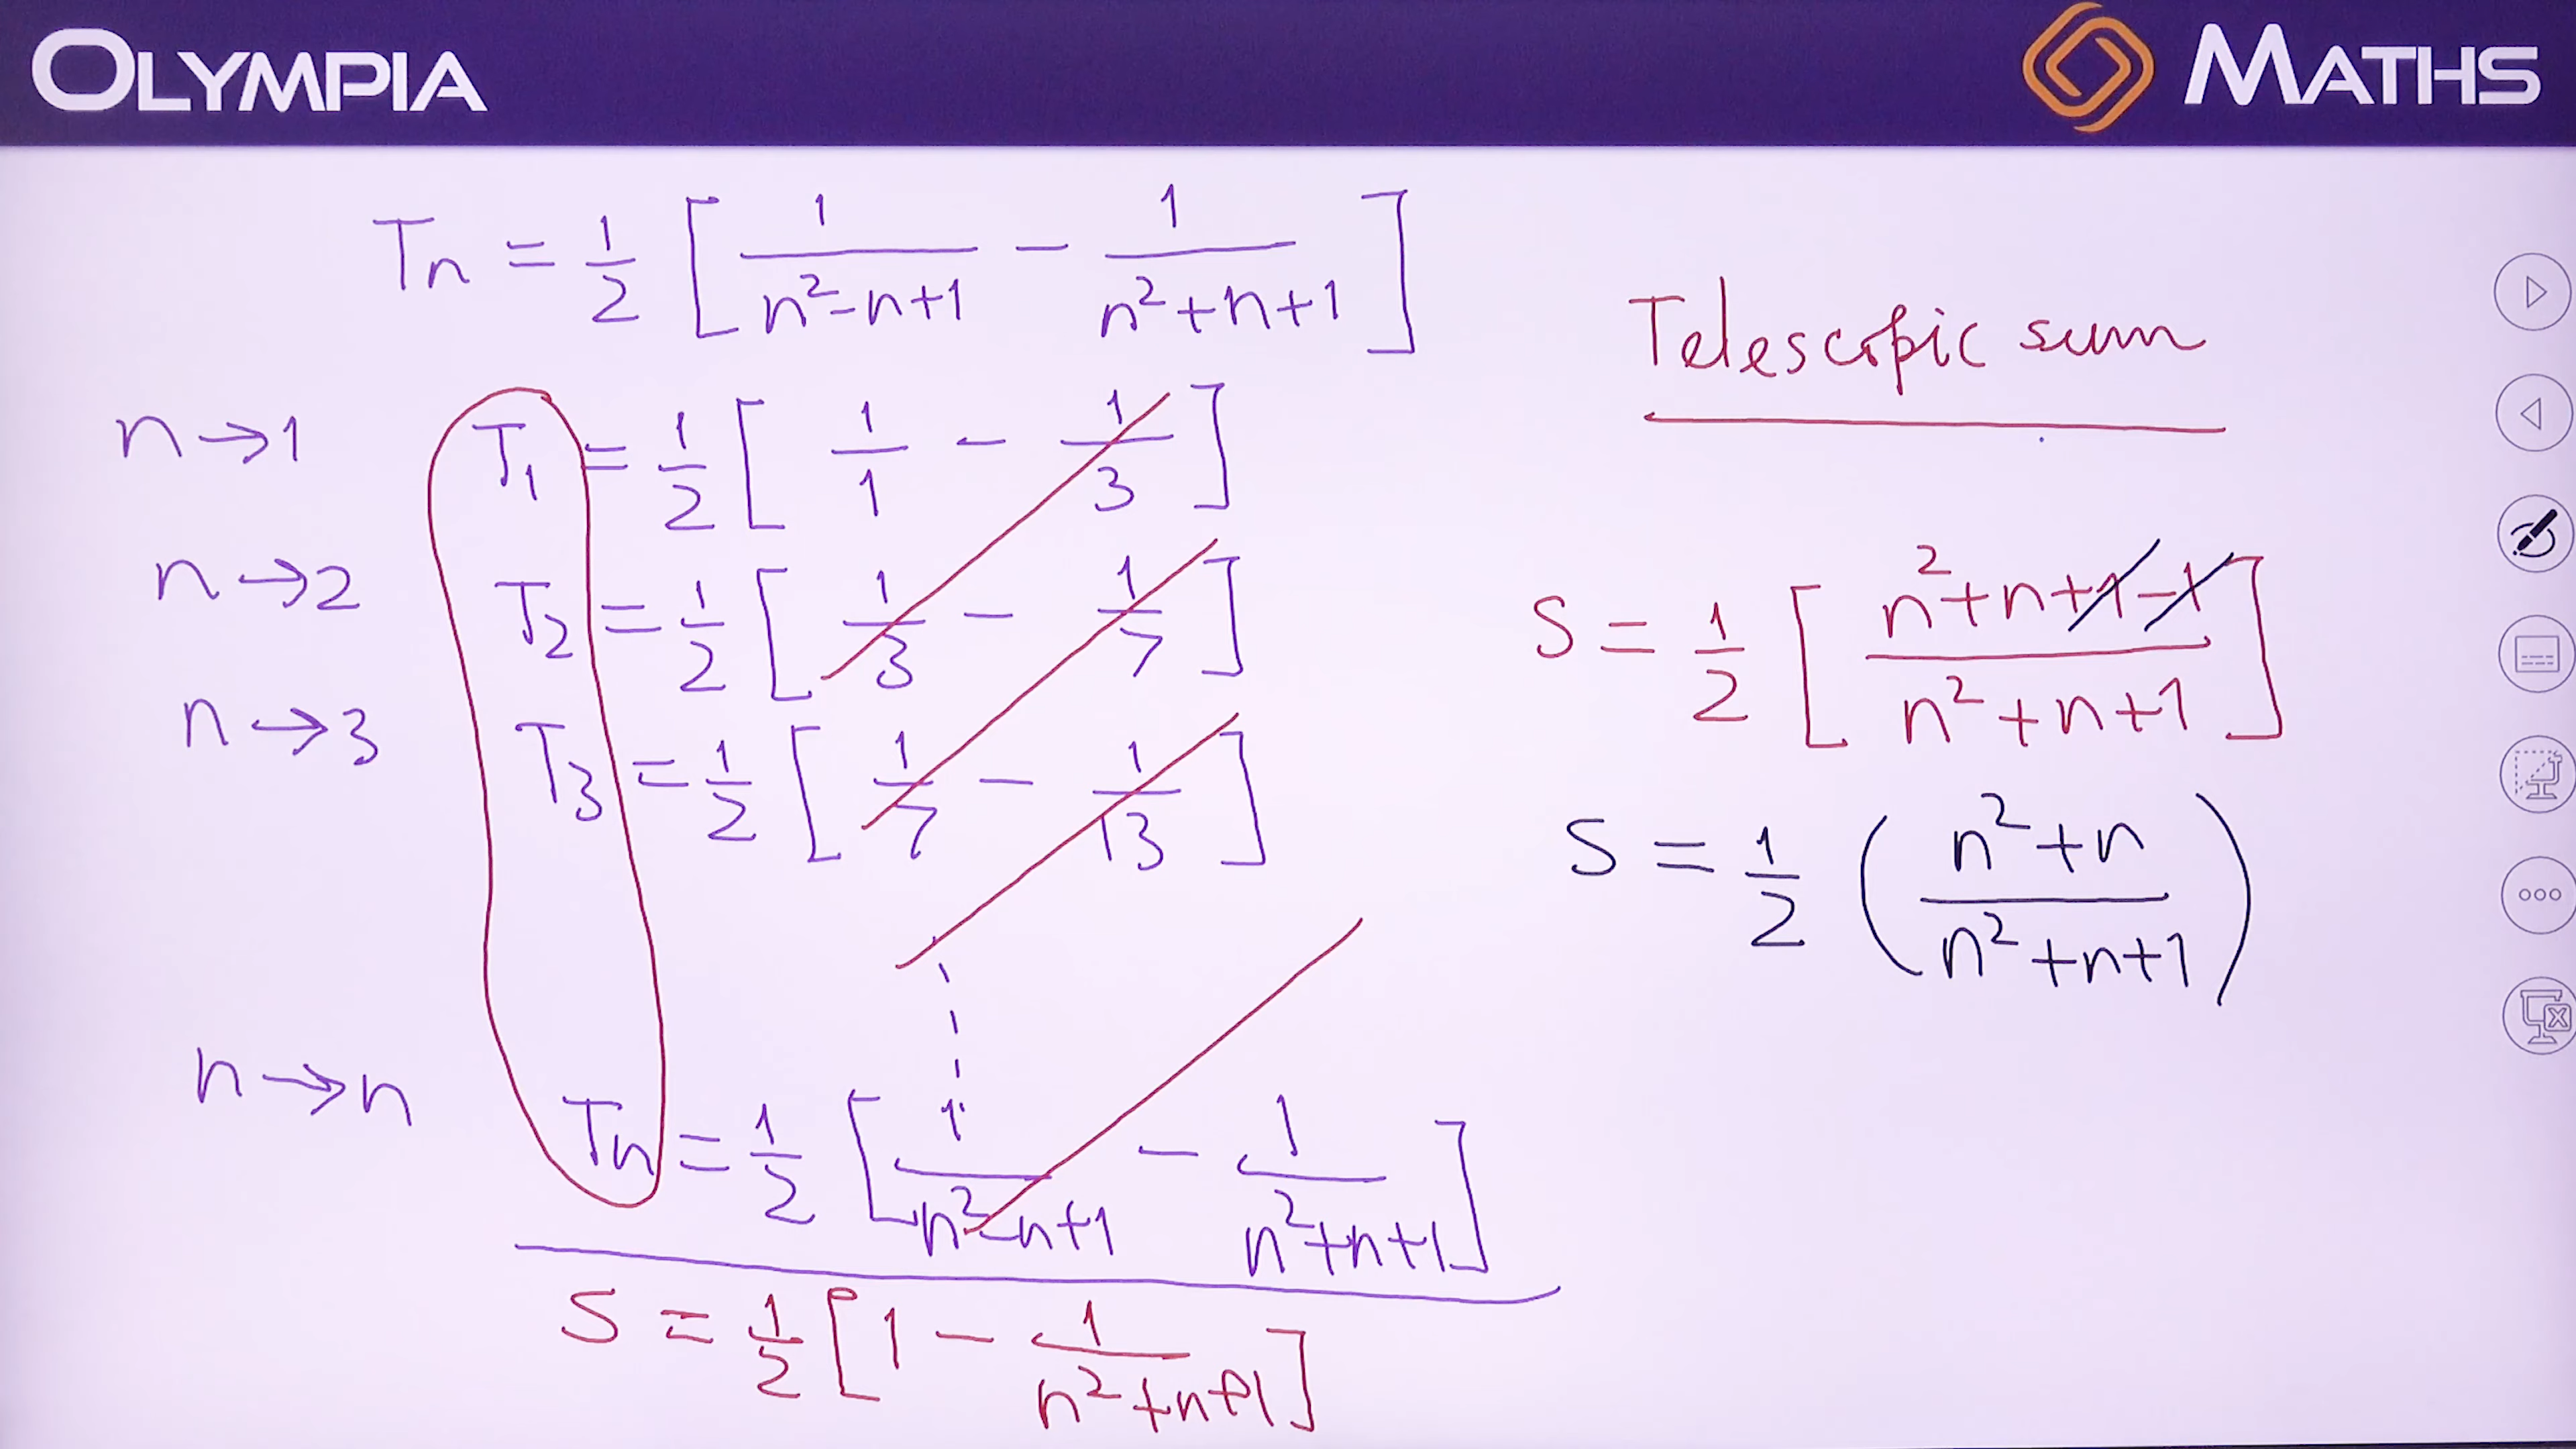 OLYMPIA
MATHS
Tn = 1/2 [ 1/(n²-n+1) - 1/(n²+n+1) ]
Telescopic sum
n→1 T₁ = 1/2 [ 1/1 - 1/3 ]
n→2 T₂ = 1/2 [ 1/3 - 1/7 ]
n→3 T₃ = 1/2 [ 1/7 - 1/13 ]
n→n Tn = 1/2 [ 1/(n²-n+1) - 1/(n²+n+1) ]
S = 1/2 [ 1 - 1/(n²+n+1) ]
S = 1/2 [ (n²+n+1-1)/(n²+n+1) ]
S = 1/2 ( (n²+n)/(n²+n+1) )